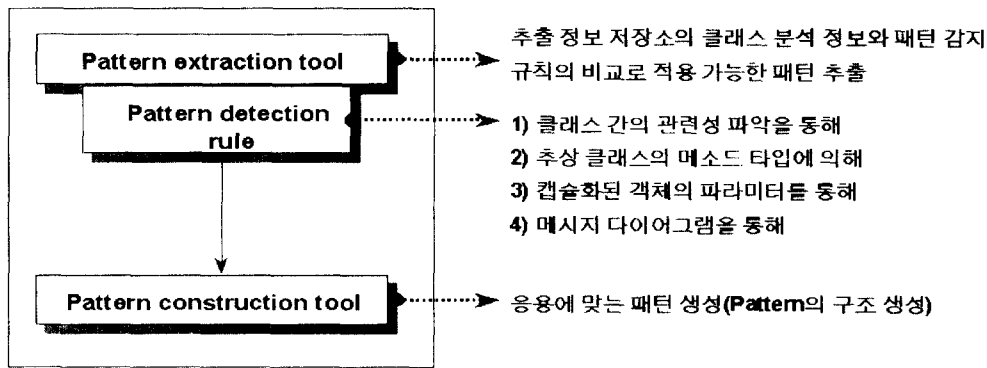 Pattern extraction tool
추출 정보 저장소의 클래스 분석 정보와 패턴 감지
규칙의 비교로 적용 가능한 패턴 추출
Pattern detection
rule
1) 클래스 간의 관련성 파악을 통해
2) 추상 클래스의 메소드 타입에 의해
3) 캡슐화된 객체의 파라미터를 통해
4) 메시지 다이어그램을 통해
Pattern construction tool
응용에 맞는 패턴 생성(Pattern의 구조 생성)